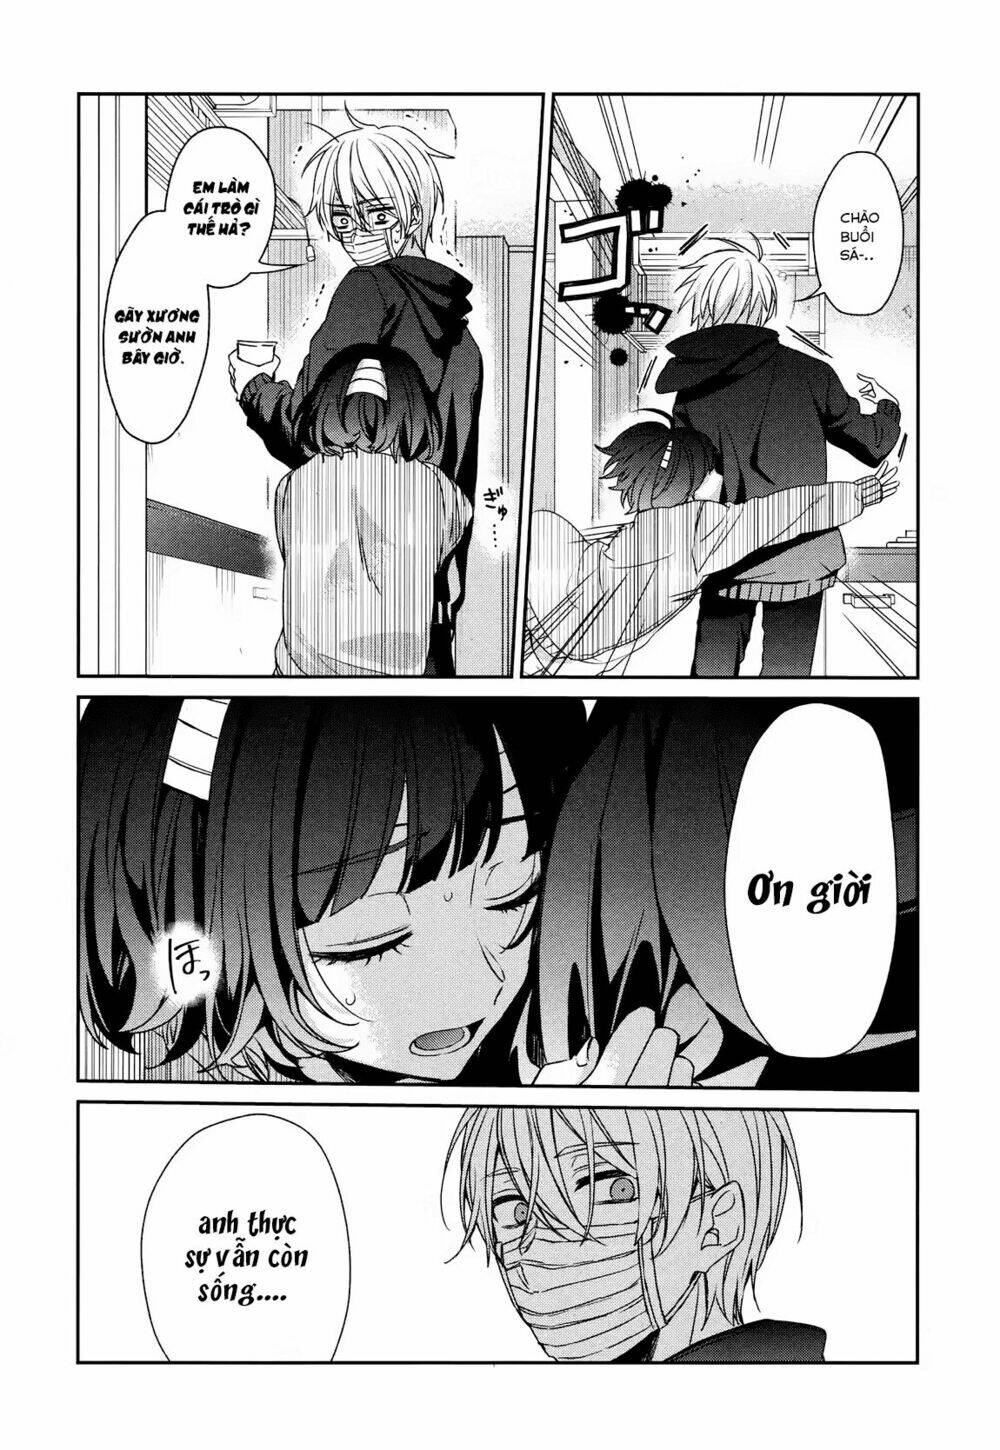 CHÀO
BUỔI
SÁ-..
ゴッ
EM LÀM
CÁI TRÒ GÌ
THẾ HẢ?
GÃY XƯƠNG
SƯỜN ANH
BÂY GIỜ.
ぎゅ....
Ơn giời
ほっ
anh thực
sự vẫn còn
sống....